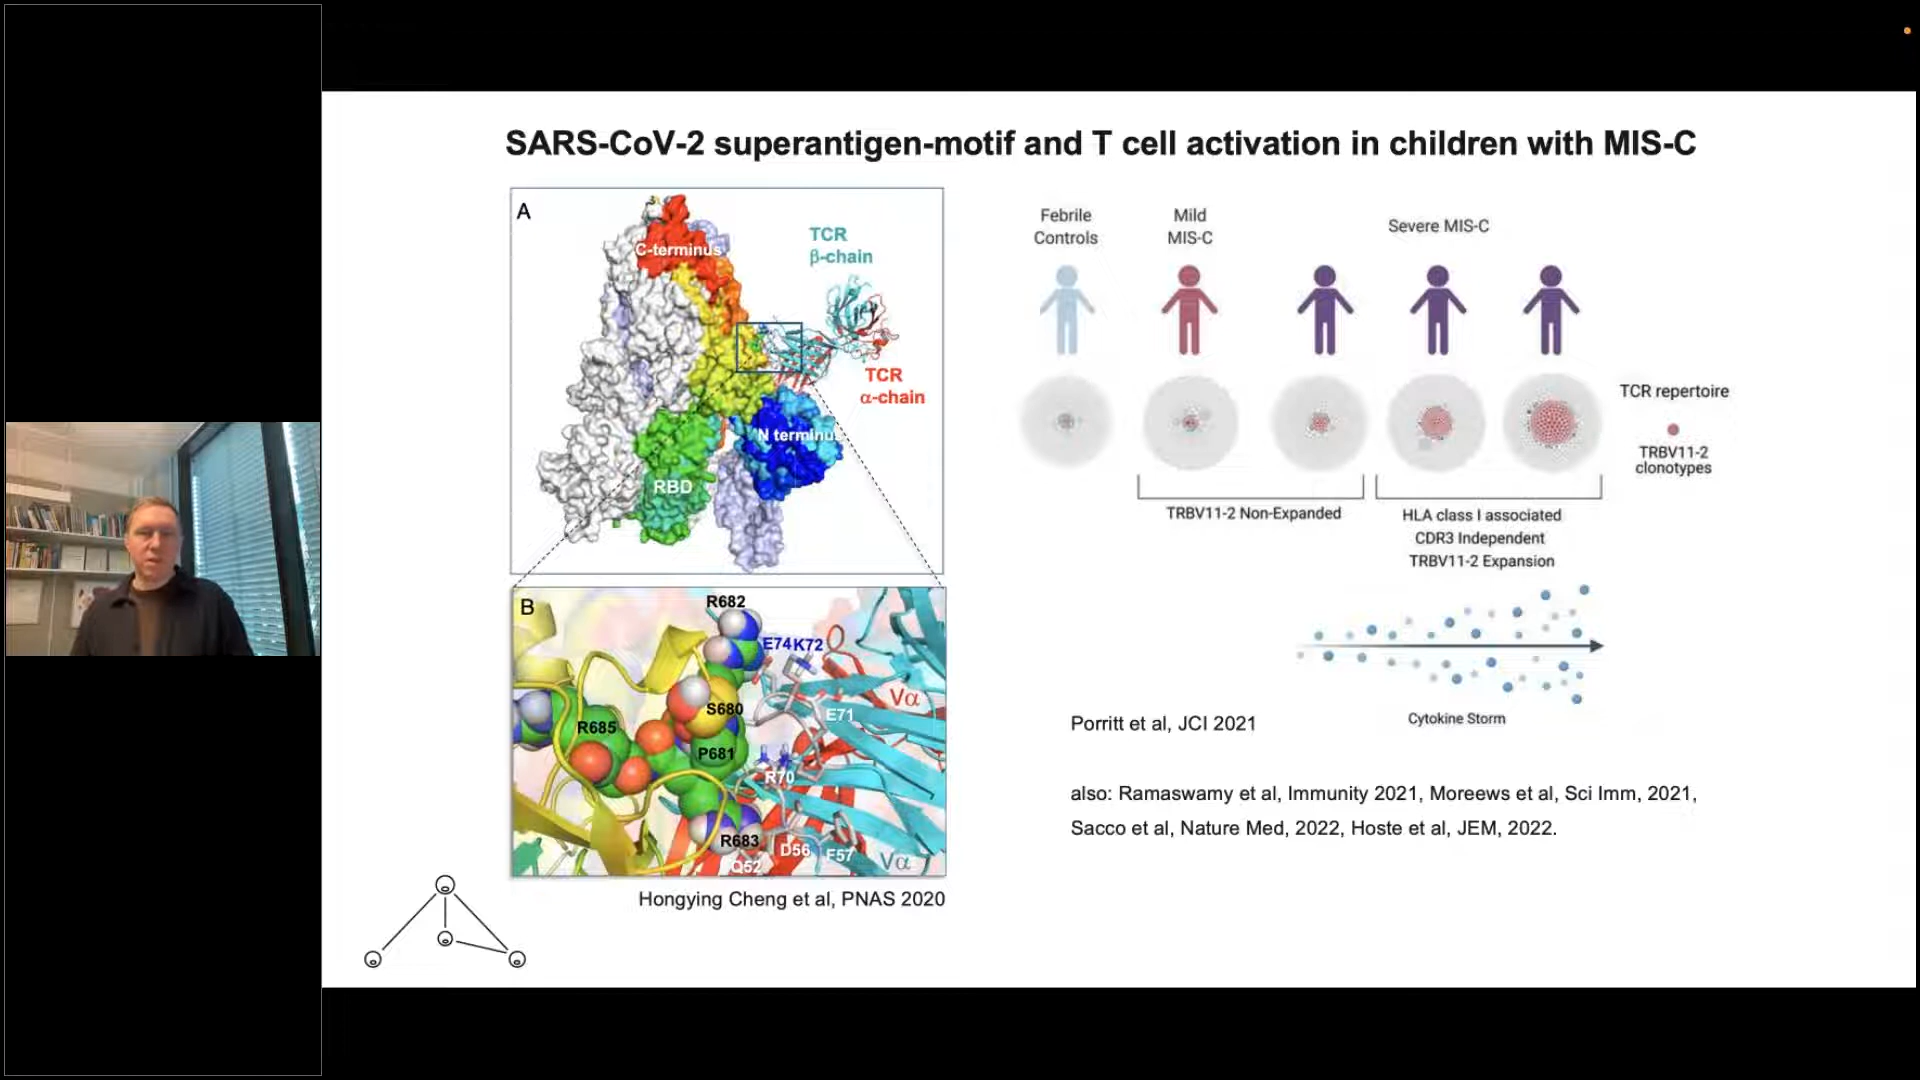 SARS-CoV-2 superantigen-motif and T cell activation in children with MIS-C
A
C-terminus
TCR
β-chain
TCR
α-chain
N terminus
RBD
B
R682
E74 K72
Vα
S680
E71
R685
P681
R70
R683
D56
F57
Vα
Q52
Hongying Cheng et al, PNAS 2020
Febrile
Controls
Mild
MIS-C
Severe MIS-C
TCR repertoire
TRBV11-2
clonotypes
TRBV11-2 Non-Expanded
HLA class I associated
CDR3 Independent
TRBV11-2 Expansion
Cytokine Storm
Porritt et al, JCI 2021
also: Ramaswamy et al, Immunity 2021, Moreews et al, Sci Imm, 2021,
Sacco et al, Nature Med, 2022, Hoste et al, JEM, 2022.